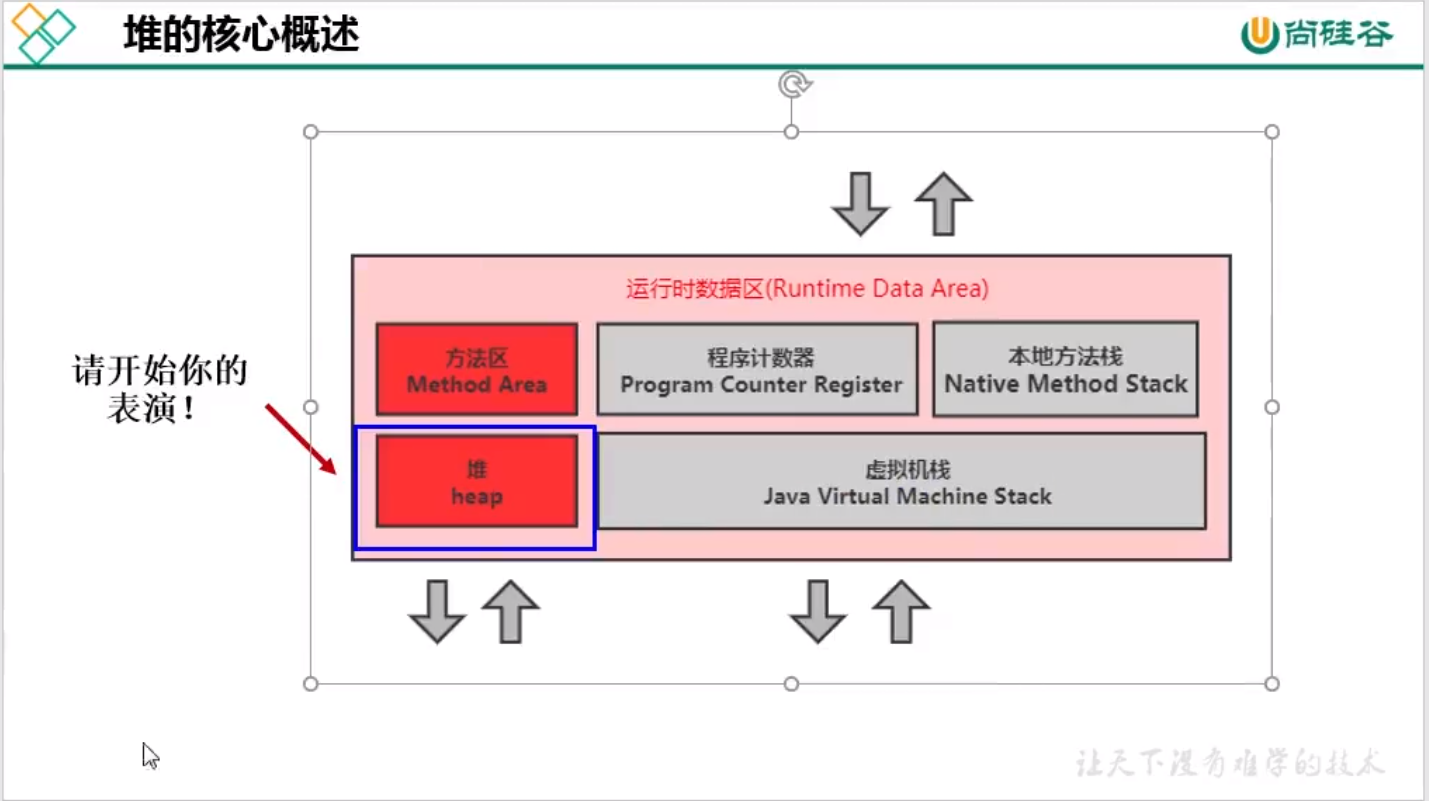 堆的核心概述
尚硅谷
运行时数据区(Runtime Data Area)
方法区
Method Area
程序计数器
Program Counter Register
本地方法栈
Native Method Stack
请开始你的
表演！
堆
heap
虚拟机栈
Java Virtual Machine Stack
让天下没有难学的技术